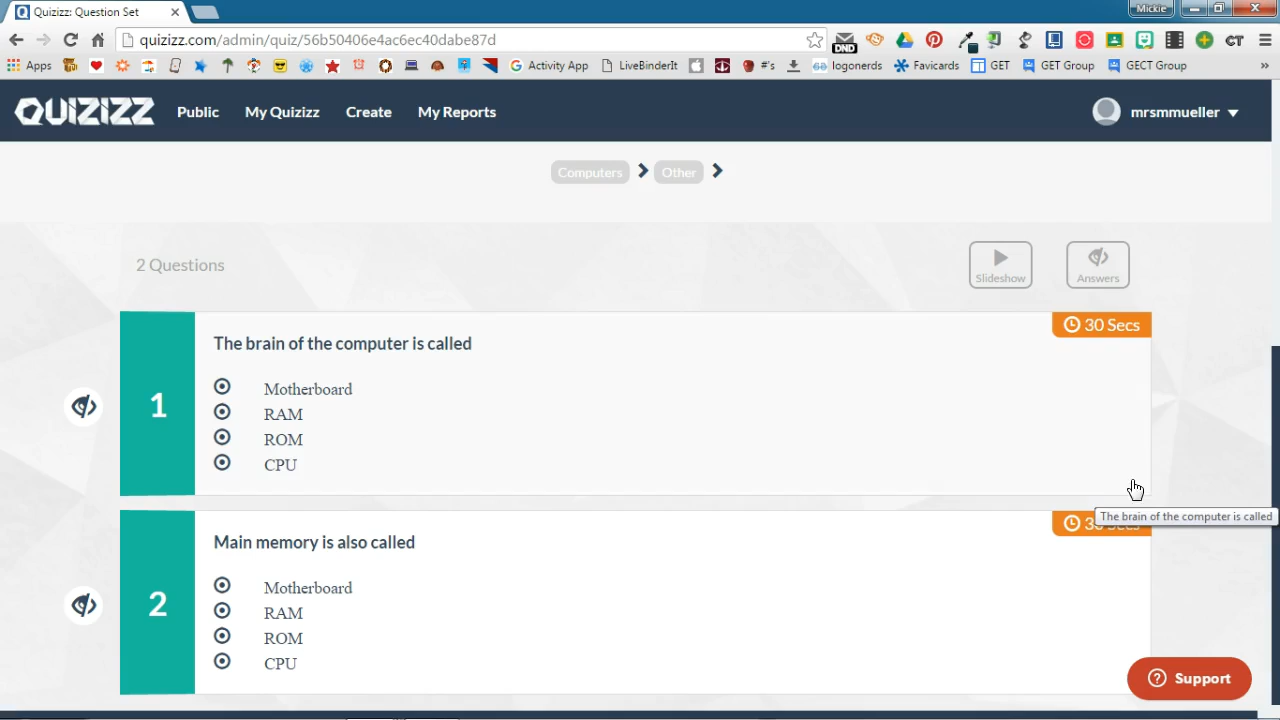 Quizizz: Question Set
Mickie
quizizz.com/admin/quiz/56b50406e4ac6ec40dabe87d
DND
CT
Apps
Activity App
LiveBinderIt
#'s
logonerds
Favicards
GET
GET Group
GECT Group
QUIZIZZ
Public
My Quizizz
Create
My Reports
mrsmmueller
Computers
Other
2 Questions
Slideshow
Answers
30 Secs
1
The brain of the computer is called
Motherboard
RAM
ROM
CPU
The brain of the computer is called
2
Main memory is also called
Motherboard
RAM
ROM
CPU
Support